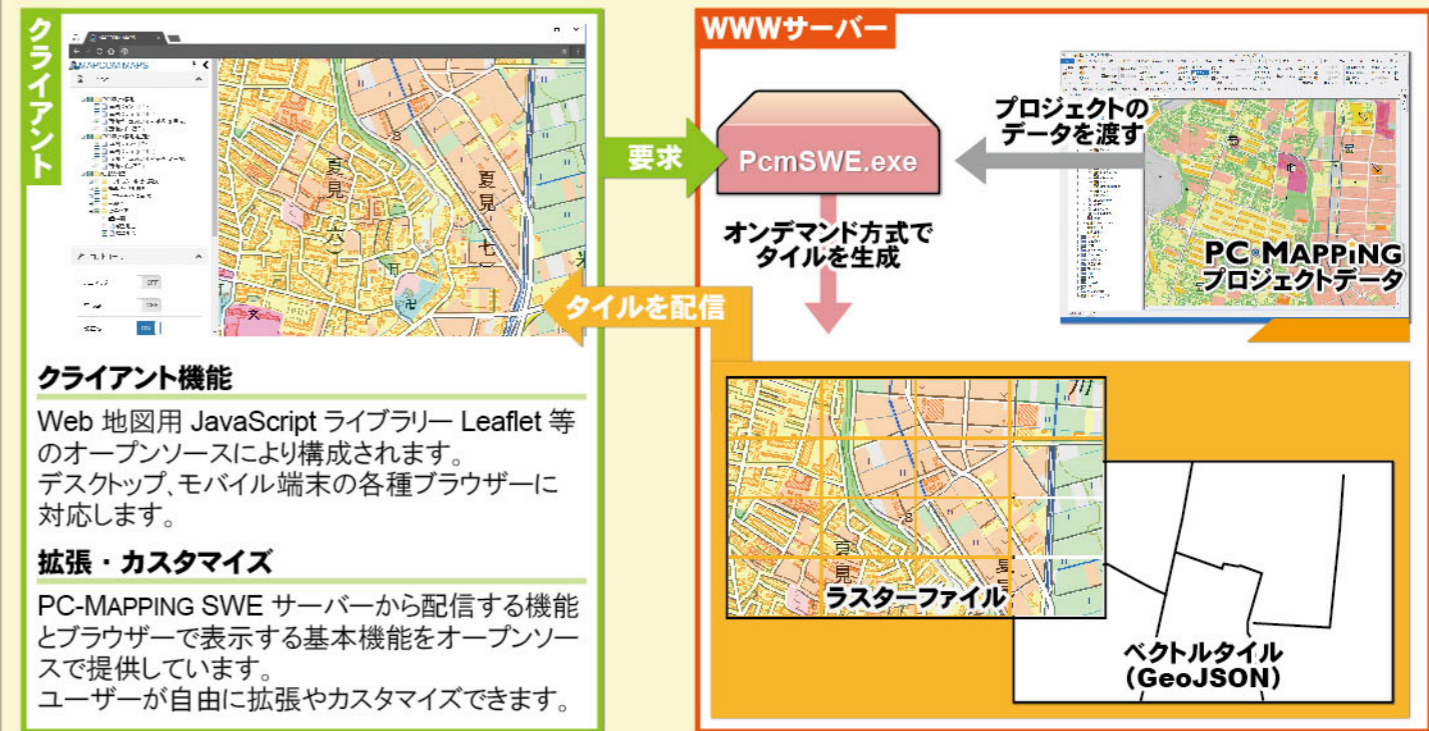 クライアント
MAPCOM MAPS
夏見(六)
夏見(七)
米
文
OFF
OFF
ON
クライアント機能
Web 地図用 JavaScript ライブラリー Leaflet 等
のオープンソースにより構成されます。
デスクトップ、モバイル端末の各種ブラウザーに
対応します。
拡張・カスタマイズ
PC-MAPPING SWE サーバーから配信する機能
とブラウザーで表示する基本機能をオープンソー
スで提供しています。
ユーザーが自由に拡張やカスタマイズできます。
要求
タイルを配信
WWWサーバー
PcmSWE.exe
オンデマンド方式で
タイルを生成
プロジェクトの
データを渡す
PC-MAPPING
プロジェクトデータ
川
夏見
ラスターファイル
ベクトルタイル
(GeoJSON)